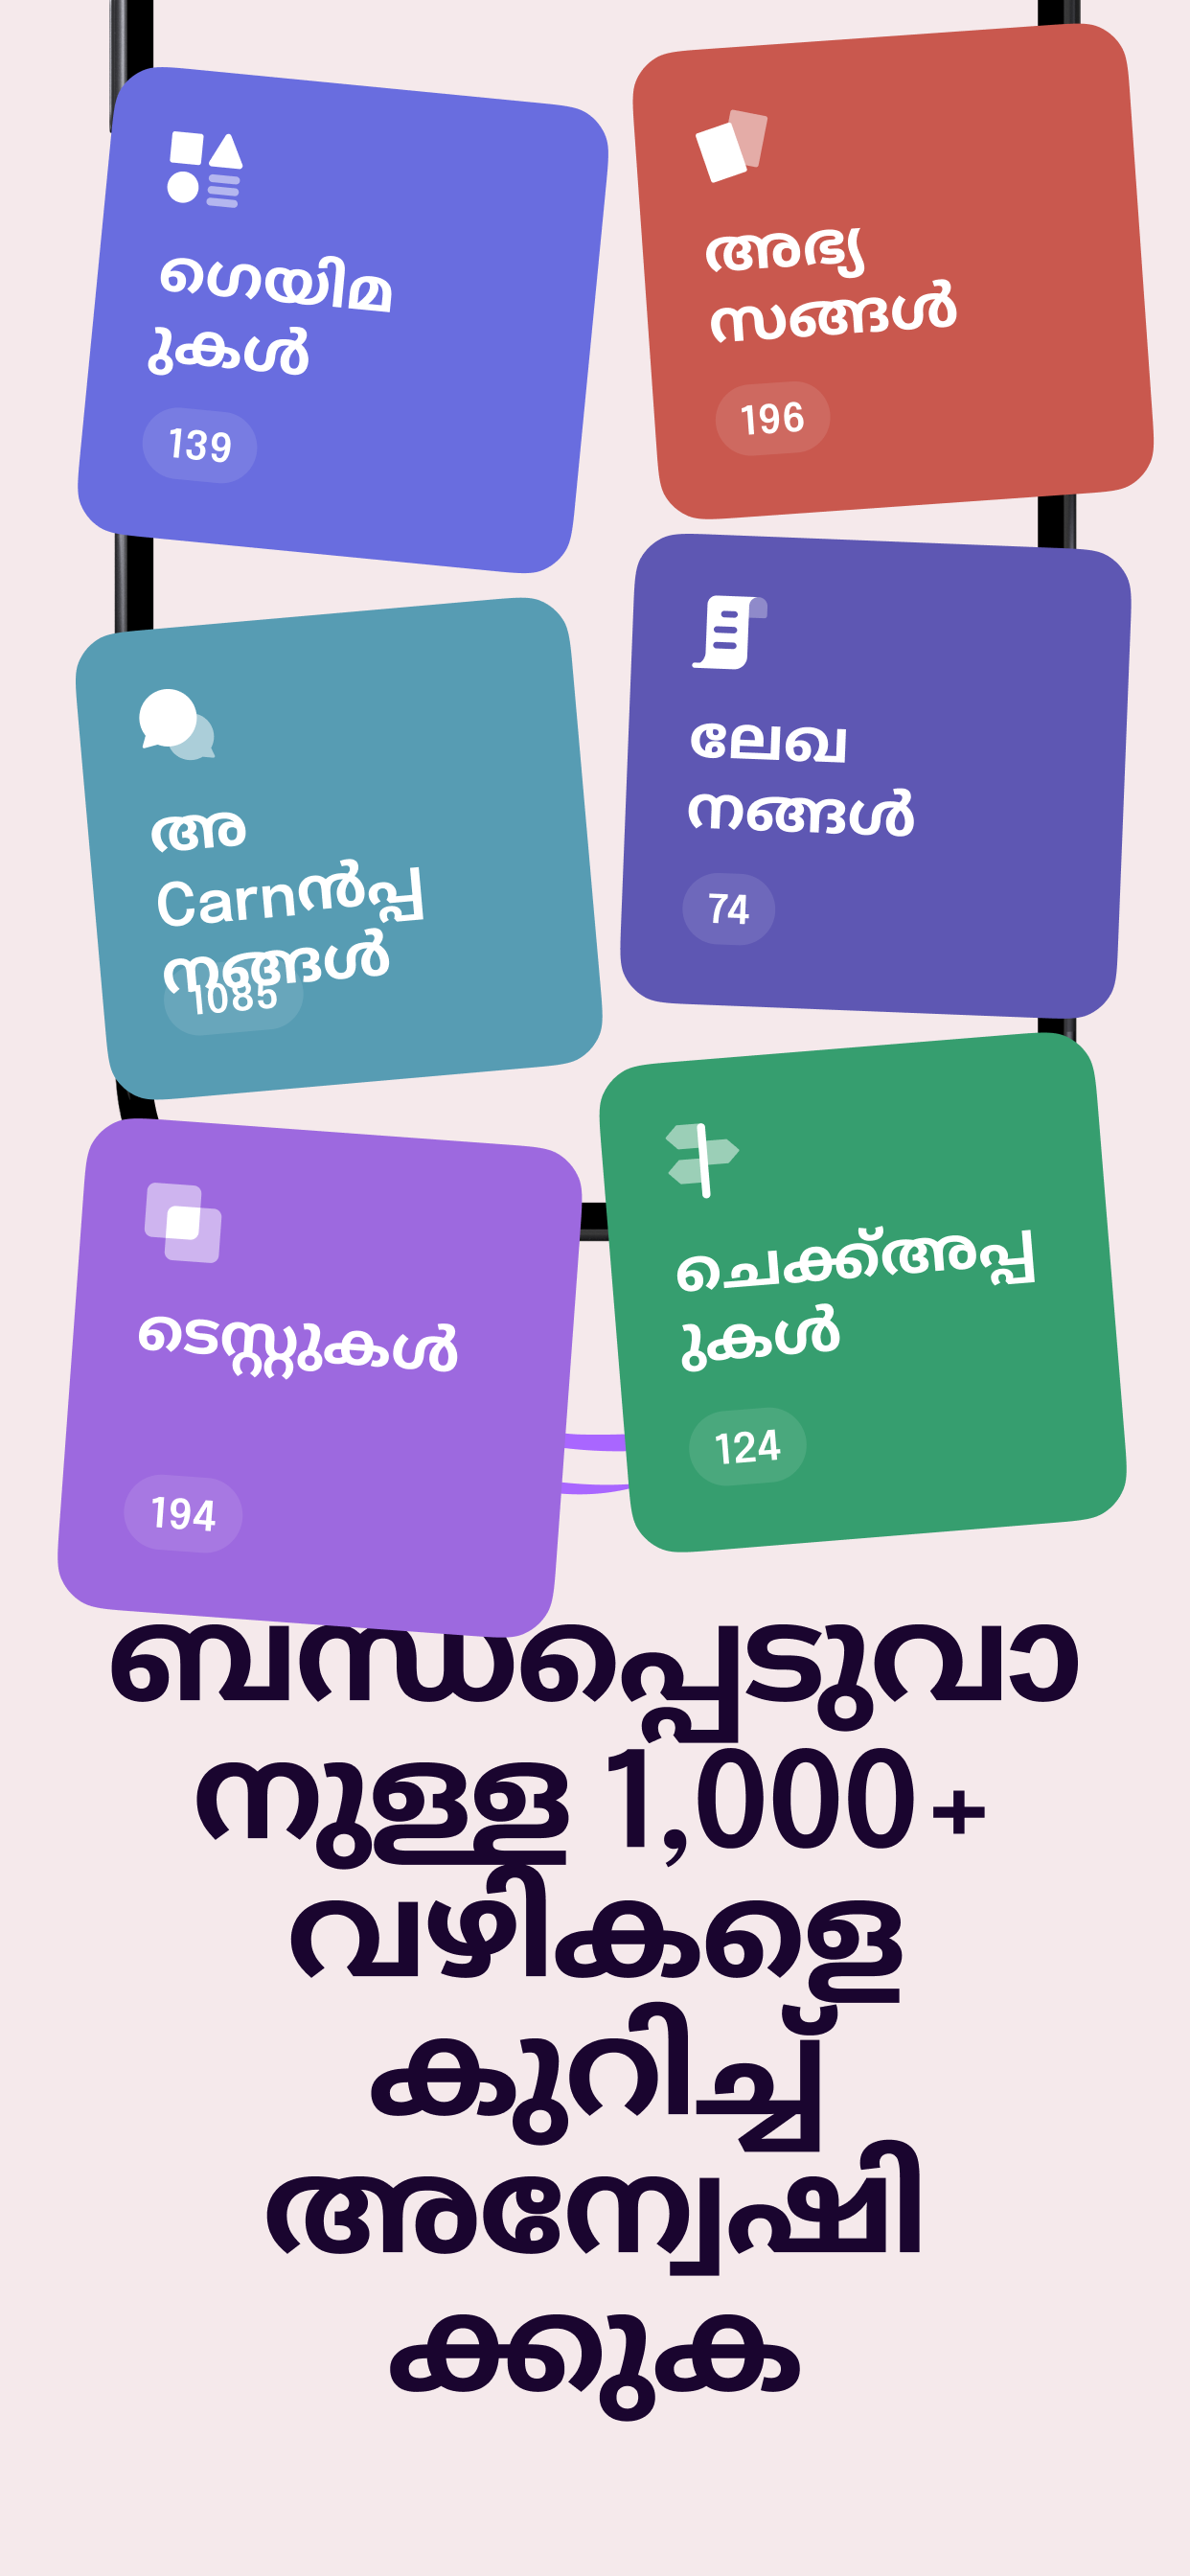 ഗെയിമ
ുകൾ
139
അഭ്യ
സങ്ങൾ
196
അ
Carnൻപ്പ
നങ്ങൾ
1085
ലേഖ
നങ്ങൾ
74
ടെസ്റ്റുകൾ
194
ചെക്ക്അപ്പ
ുകൾ
124
ബന്ധപ്പെടുവാ
നുള്ള 1,000+
വഴികളെ
കുറിച്ച്
അന്വേഷി
ക്കുക